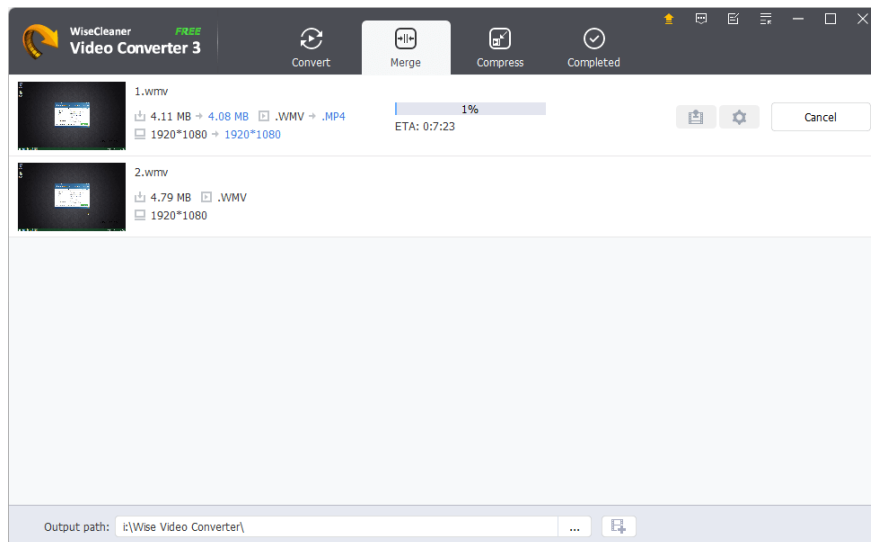 WiseCleaner FREE
Video Converter 3
Convert
Merge
Compress
Completed
1.wmv
4.11 MB → 4.08 MB .WMV → .MP4
1920*1080 → 1920*1080
1%
ETA: 0:7:23
Cancel
2.wmv
4.79 MB .WMV
1920*1080
Output path: i:\Wise Video Converter\ ...